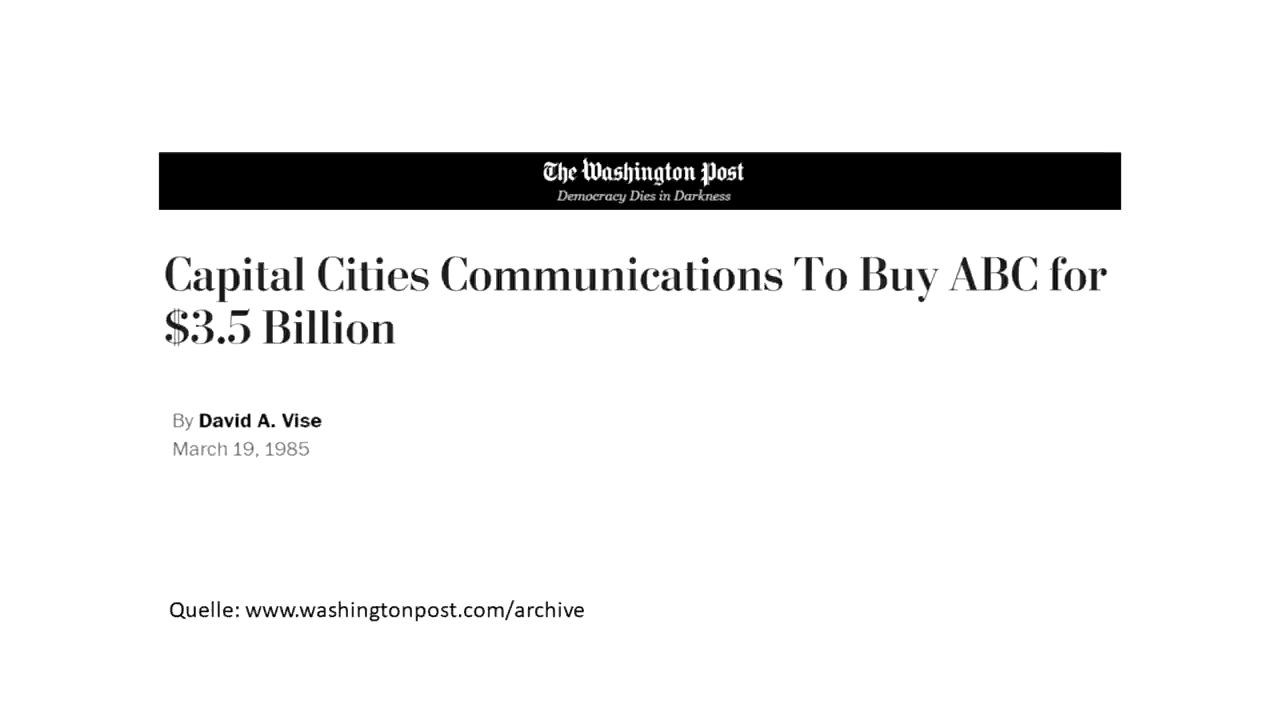 The Washington Post
Democracy Dies in Darkness
Capital Cities Communications To Buy ABC for
$3.5 Billion
By David A. Vise
March 19, 1985
Quelle: www.washingtonpost.com/archive